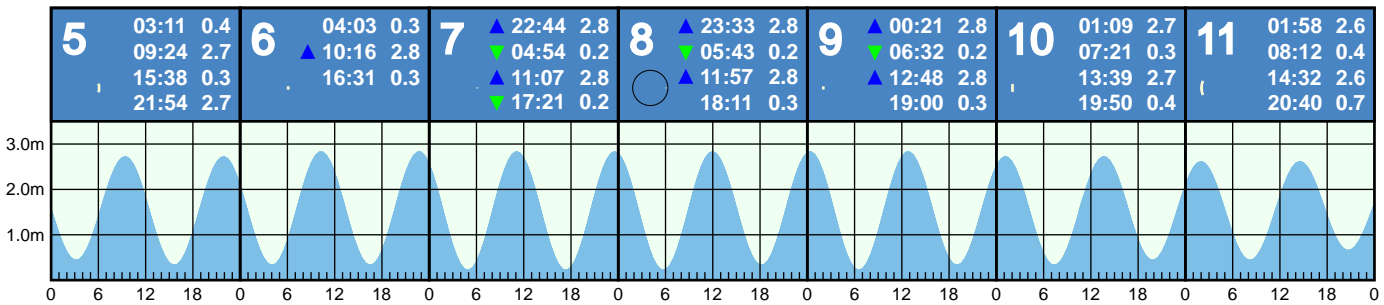 5
03:11 0.4
09:24 2.7
15:38 0.3
21:54 2.7
6
04:03 0.3
▲ 10:16 2.8
16:31 0.3
7
▲ 22:44 2.8
▼ 04:54 0.2
▲ 11:07 2.8
▼ 17:21 0.2
8
▲ 23:33 2.8
▼ 05:43 0.2
▲ 11:57 2.8
18:11 0.3
9
▲ 00:21 2.8
▼ 06:32 0.2
▲ 12:48 2.8
19:00 0.3
10
01:09 2.7
07:21 0.3
13:39 2.7
19:50 0.4
11
01:58 2.6
08:12 0.4
14:32 2.6
20:40 0.7
3.0m
2.0m
1.0m
0 6 12 18 0 6 12 18 0 6 12 18 0 6 12 18 0 6 12 18 0 6 12 18 0 6 12 18 0